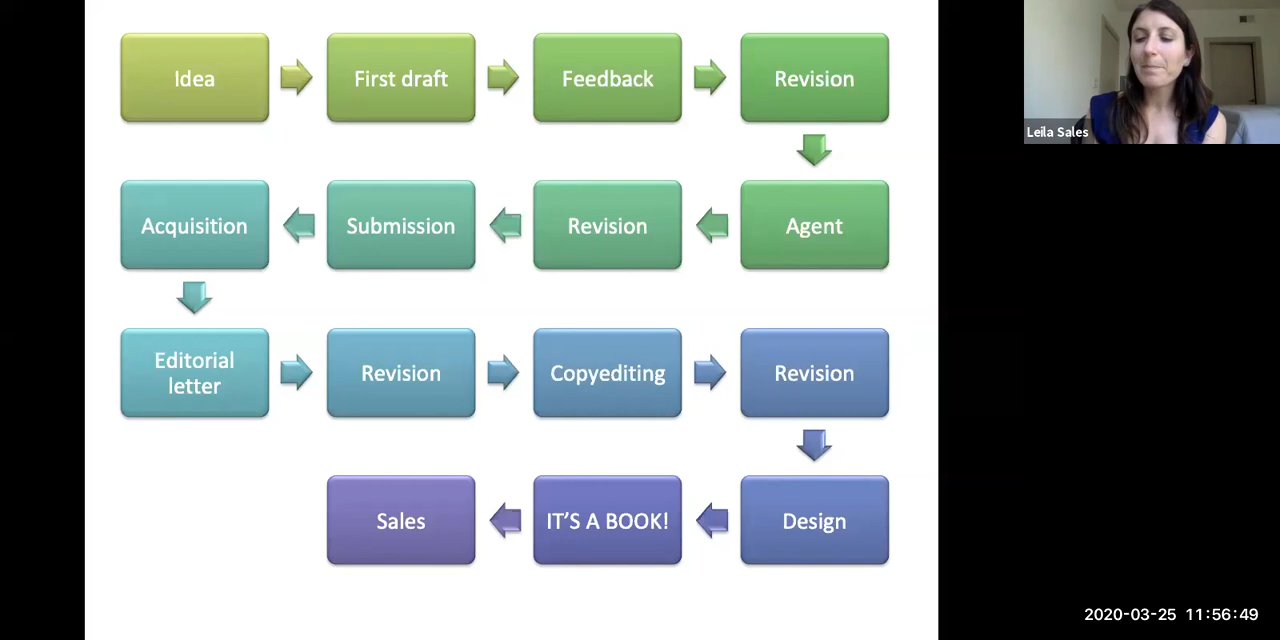 Idea
First draft
Feedback
Revision
Agent
Revision
Submission
Acquisition
Editorial
letter
Revision
Copyediting
Revision
Design
IT'S A BOOK!
Sales
Leila Sales
2020-03-25 11:56:49